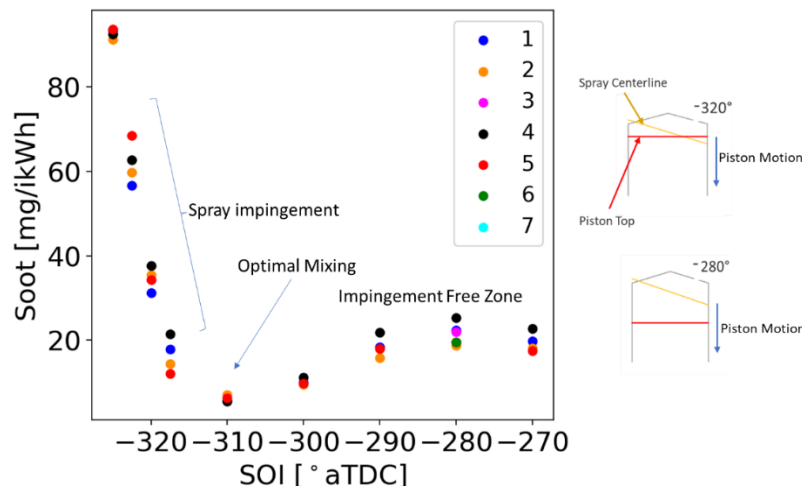 Soot [mg/ikWh]
80
60
40
20
−320
−310
−300
−290
−280
−270
SOI [°aTDC]
1
2
3
4
5
6
7
Spray impingement
Optimal Mixing
Impingement Free Zone
Spray Centerline
-320°
Piston Motion
Piston Top
-280°
Piston Motion